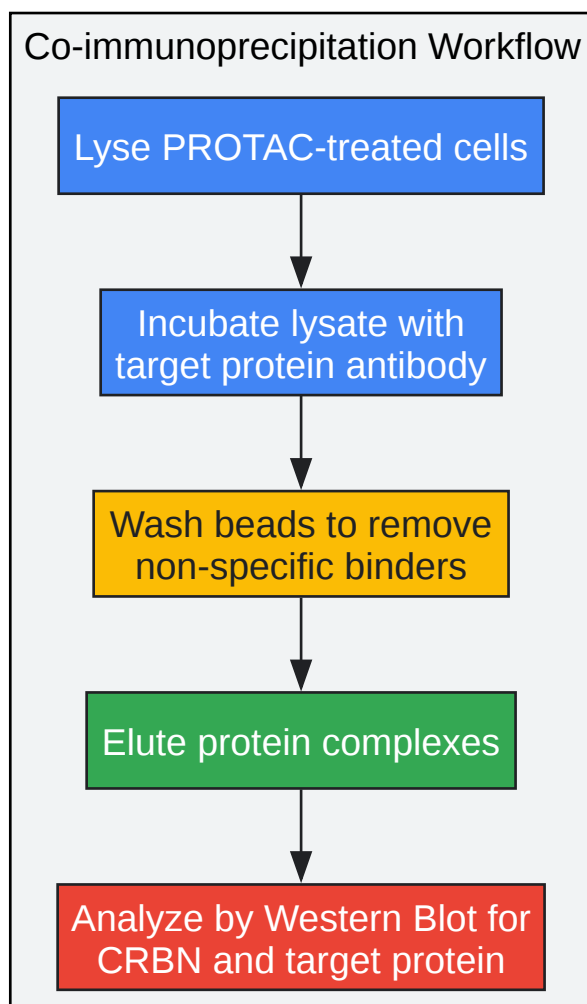 Co-immunoprecipitation Workflow
Lyse PROTAC-treated cells
Incubate lysate with
target protein antibody
Wash beads to remove
non-specific binders
Elute protein complexes
Analyze by Western Blot for
CRBN and target protein